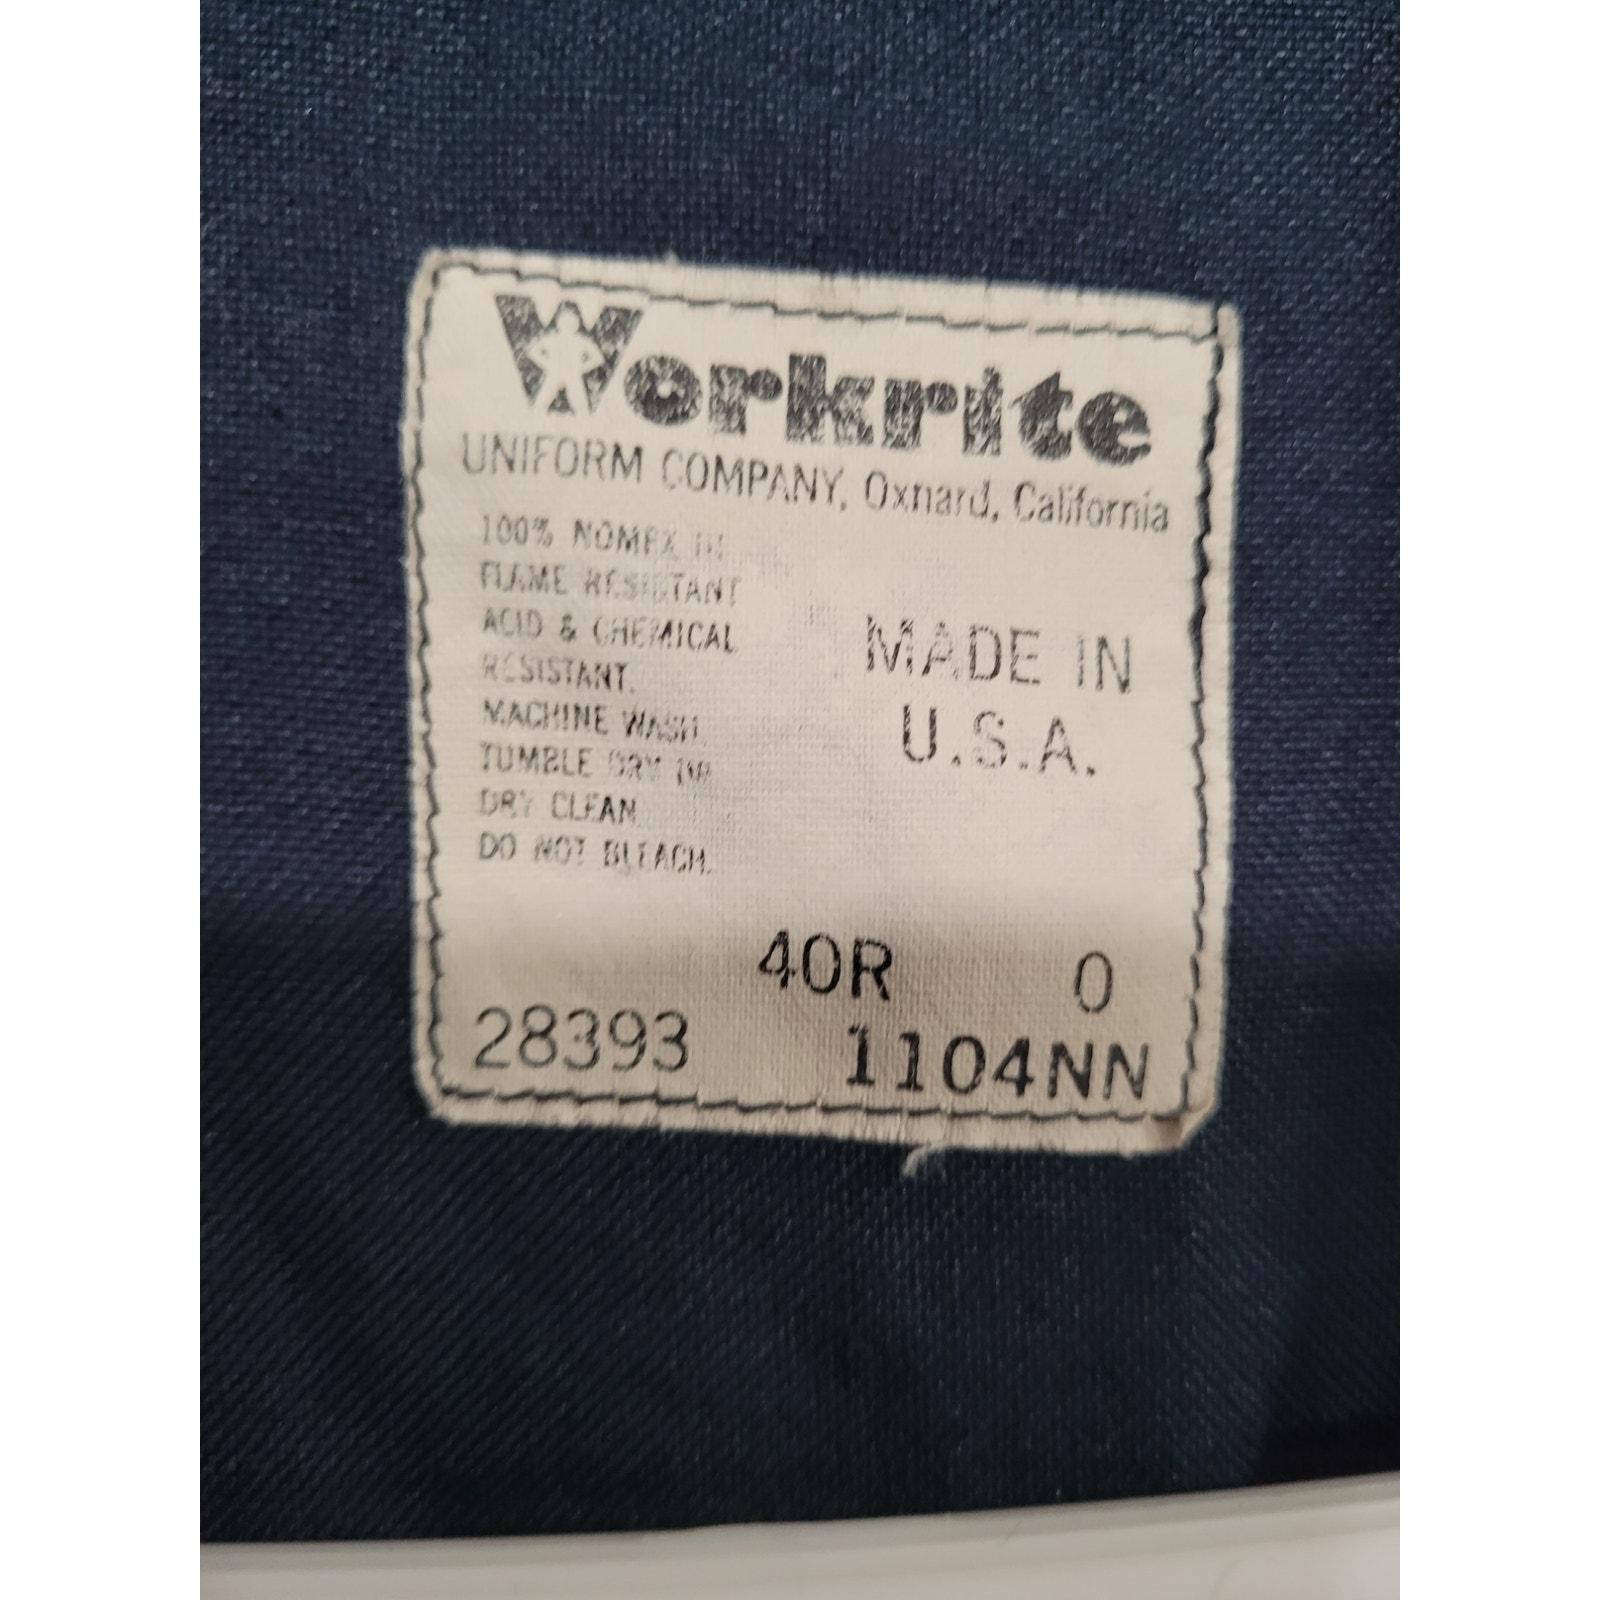 Workrite
UNIFORM COMPANY, Oxnard, California
100% NOMEX III
FLAME RESISTANT
ACID & CHEMICAL
RESISTANT.
MACHINE WASH.
TUMBLE DRY OR
DRY CLEAN.
DO NOT BLEACH.
MADE IN
U.S.A.
40R 0
28393 1104NN